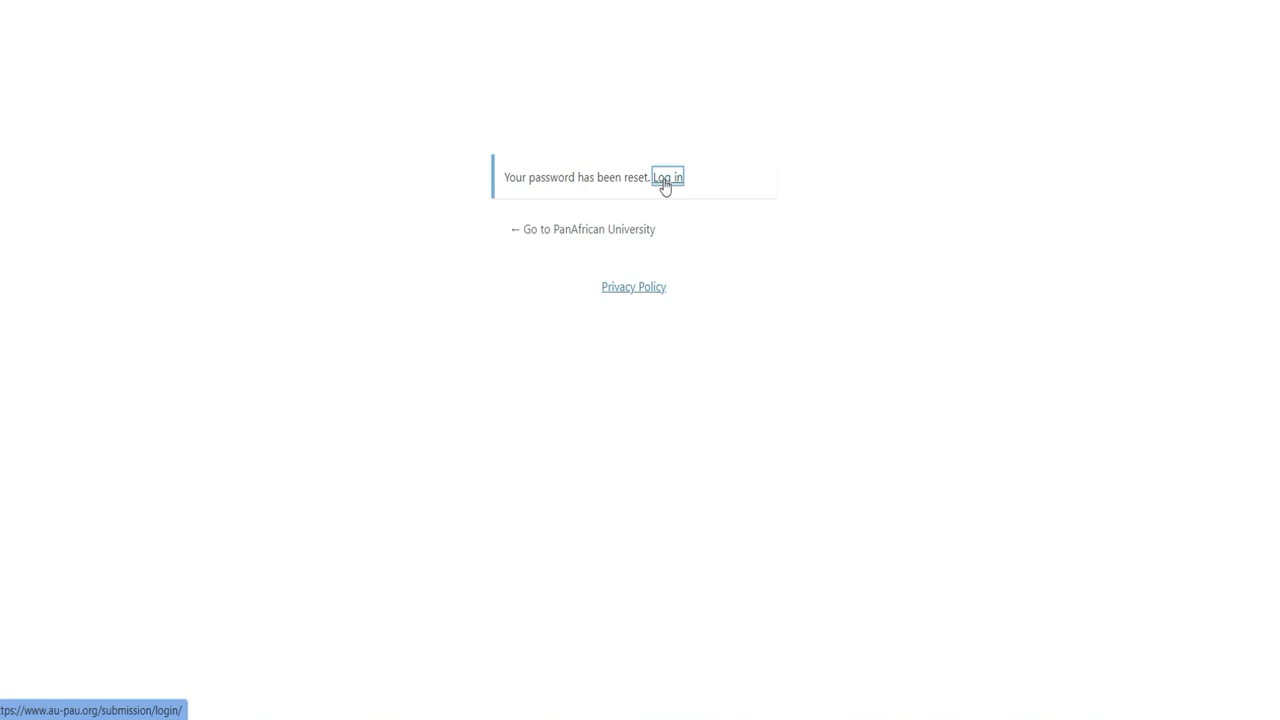 Your password has been reset. Log in
← Go to PanAfrican University
Privacy Policy
tps://www.au-pau.org/submission/login/